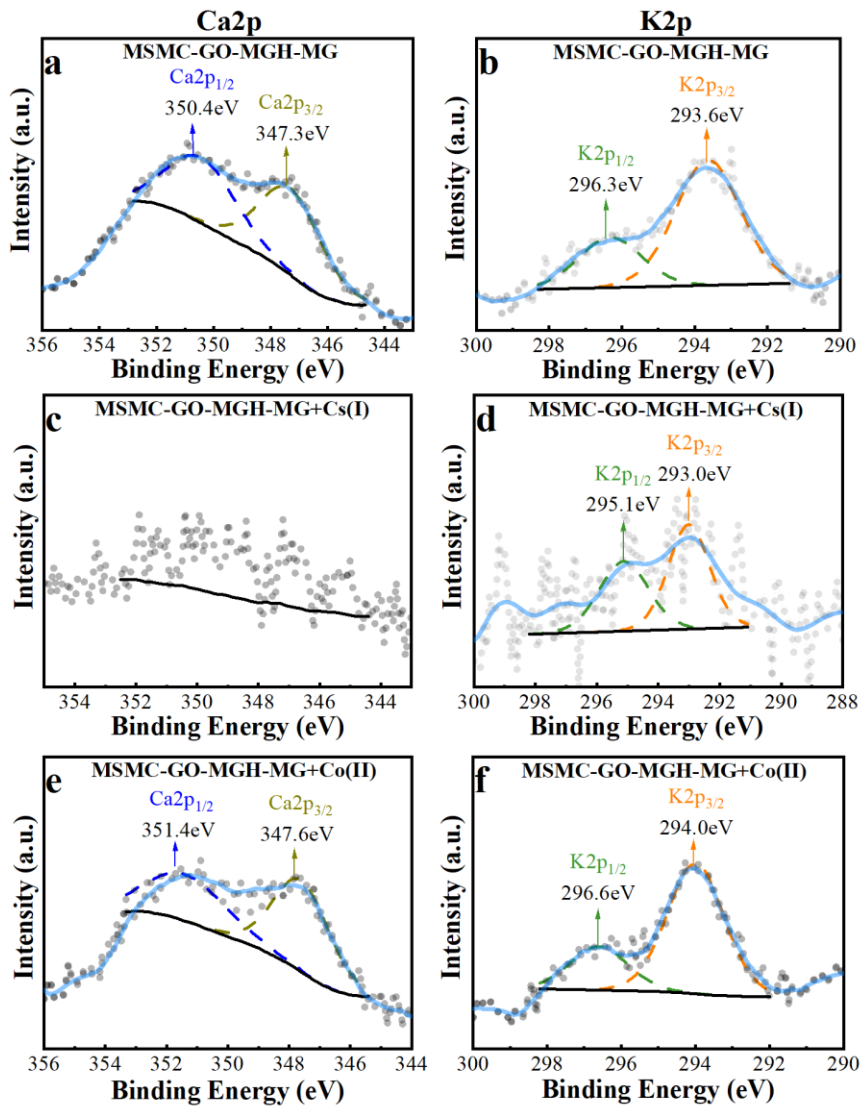 Ca2p
K2p
a
MSMC-GO-MGH-MG
Ca2p1/2
350.4eV
Ca2p3/2
347.3eV
Intensity (a.u.)
356 354 352 350 348 346 344
Binding Energy (eV)
b
MSMC-GO-MGH-MG
K2p3/2
293.6eV
K2p1/2
296.3eV
Intensity (a.u.)
300 298 296 294 292 290
Binding Energy (eV)
c
MSMC-GO-MGH-MG+Cs(I)
Intensity (a.u.)
354 352 350 348 346 344
Binding Energy (eV)
d
MSMC-GO-MGH-MG+Cs(I)
K2p3/2
293.0eV
K2p1/2
295.1eV
Intensity (a.u.)
300 298 296 294 292 290 288
Binding Energy (eV)
e
MSMC-GO-MGH-MG+Co(II)
Ca2p1/2
351.4eV
Ca2p3/2
347.6eV
Intensity (a.u.)
356 354 352 350 348 346 344
Binding Energy (eV)
f
MSMC-GO-MGH-MG+Co(II)
K2p3/2
294.0eV
K2p1/2
296.6eV
Intensity (a.u.)
300 298 296 294 292 290
Binding Energy (eV)